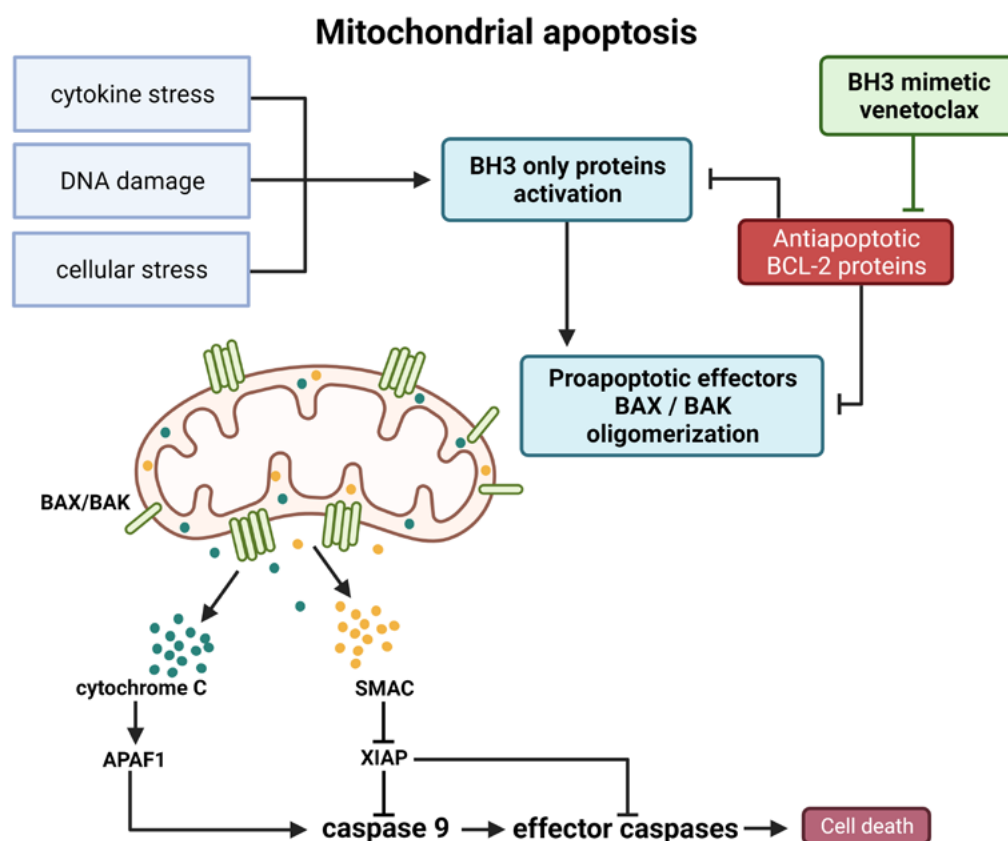 Mitochondrial apoptosis
cytokine stress
DNA damage
cellular stress
BH3 only proteins
activation
BH3 mimetic
venetoclax
Antiapoptotic
BCL-2 proteins
Proapoptotic effectors
BAX / BAK
oligomerization
BAX/BAK
cytochrome C
SMAC
APAF1
XIAP
caspase 9
effector caspases
Cell death